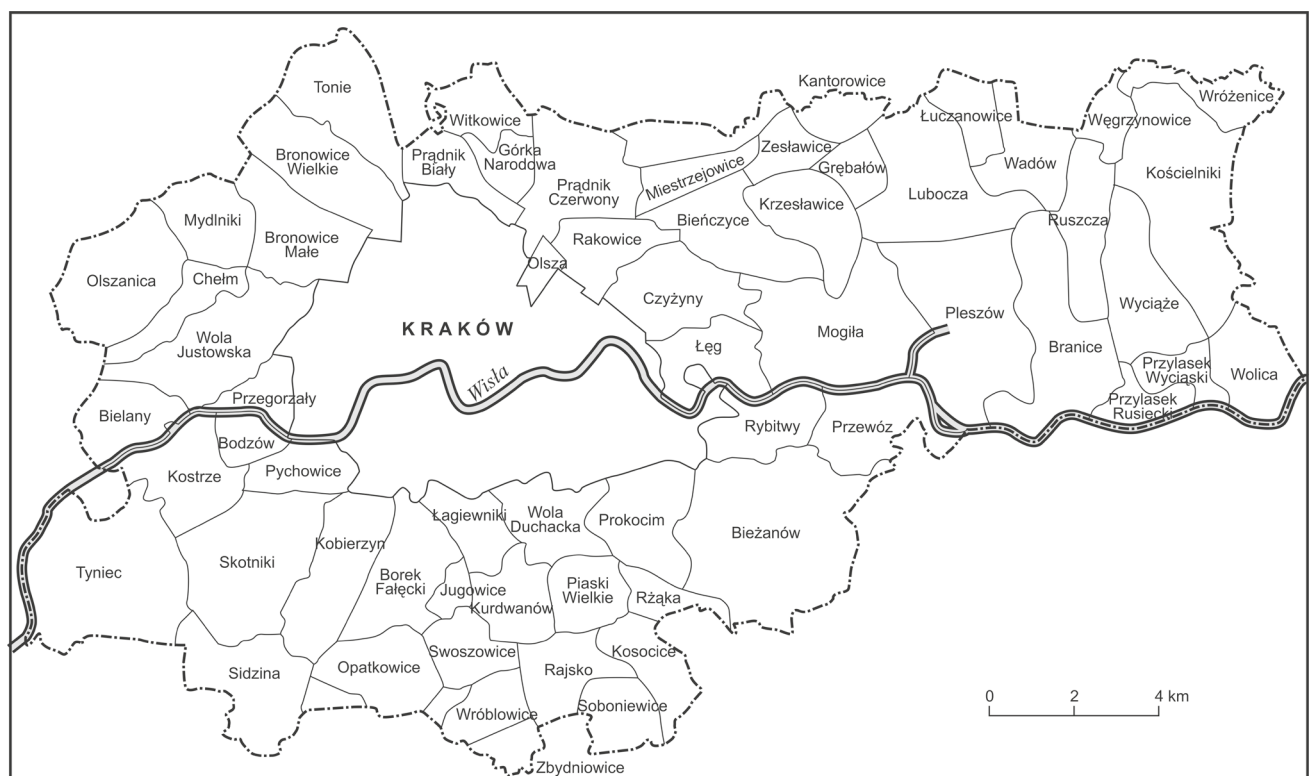 Kantorowice
Tonie
Wróżenice
Witkowice
Łuczanowice
Węgrzynowice
Bronowice
Wielkie
Prądnik
Biały
Górka
Narodowa
Zesławice
Miestrzejowice
Grębałów
Wadów
Kościelniki
Prądnik
Czerwony
Lubocza
Krzesławice
Mydlniki
Bieńczyce
Ruszcza
Bronowice
Małe
Rakowice
Olsza
Olszanica
Chełm
Czyżyny
Wyciąże
Pleszów
KRAKÓW
Mogiła
Wola
Justowska
Łęg
Branice
Przylasek
Wyciąski
Wolica
Wisła
Przegorzały
Przylasek
Rusiecki
Bielany
Rybitwy
Przewóz
Bodzów
Kostrze
Pychowice
Łagiewniki
Wola
Duchacka
Prokocim
Bieżanów
Kobierzyn
Skotniki
Tyniec
Borek
Fałęcki
Jugowice
Kurdwanów
Piaski
Wielkie
Rżąka
Swoszowice
Kosocice
Opatkowice
Sidzina
Rajsko
Soboniewice
Wróblowice
Zbydniowice
0 2 4 km